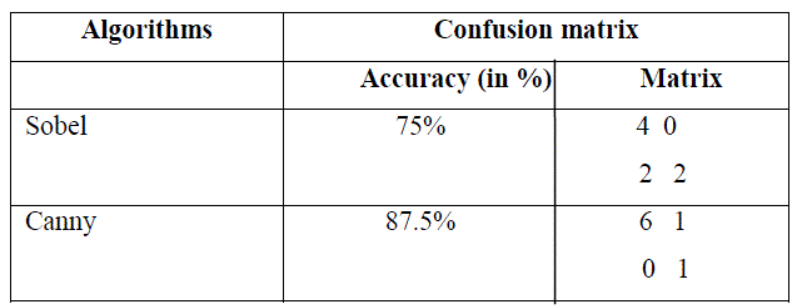 Algorithms Confusion matrix
Accuracy (in %) Matrix
Sobel 75% 4 0
2 2
Canny 87.5% 6 1
0 1